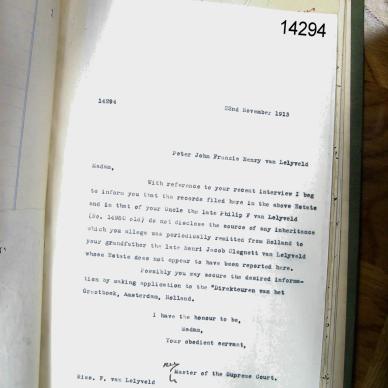 14294
14294
22nd November 1913
Peter John Francis Henry van Lelyveld
Madam,
With reference to your recent interview I beg
to inform you that the records filed here in the above Estate
and in that of your Uncle the late Philip F van Lelyveld
(No. 14950 old) do not disclose the source of any inheritance
which you allege was periodically remitted from Holland to
your grandfather the late Henri Jacob van Lelyveld
whose Estate does not appear to have been reported here.
Possibly you may secure the desired informa-
tion by making application to the "Direkteuren van het
Grootboek, Amsterdam, Holland.
I have the honour to be,
Madam,
Your obedient servant,
Master of the Supreme Court.
Miss. F. van Lelyveld